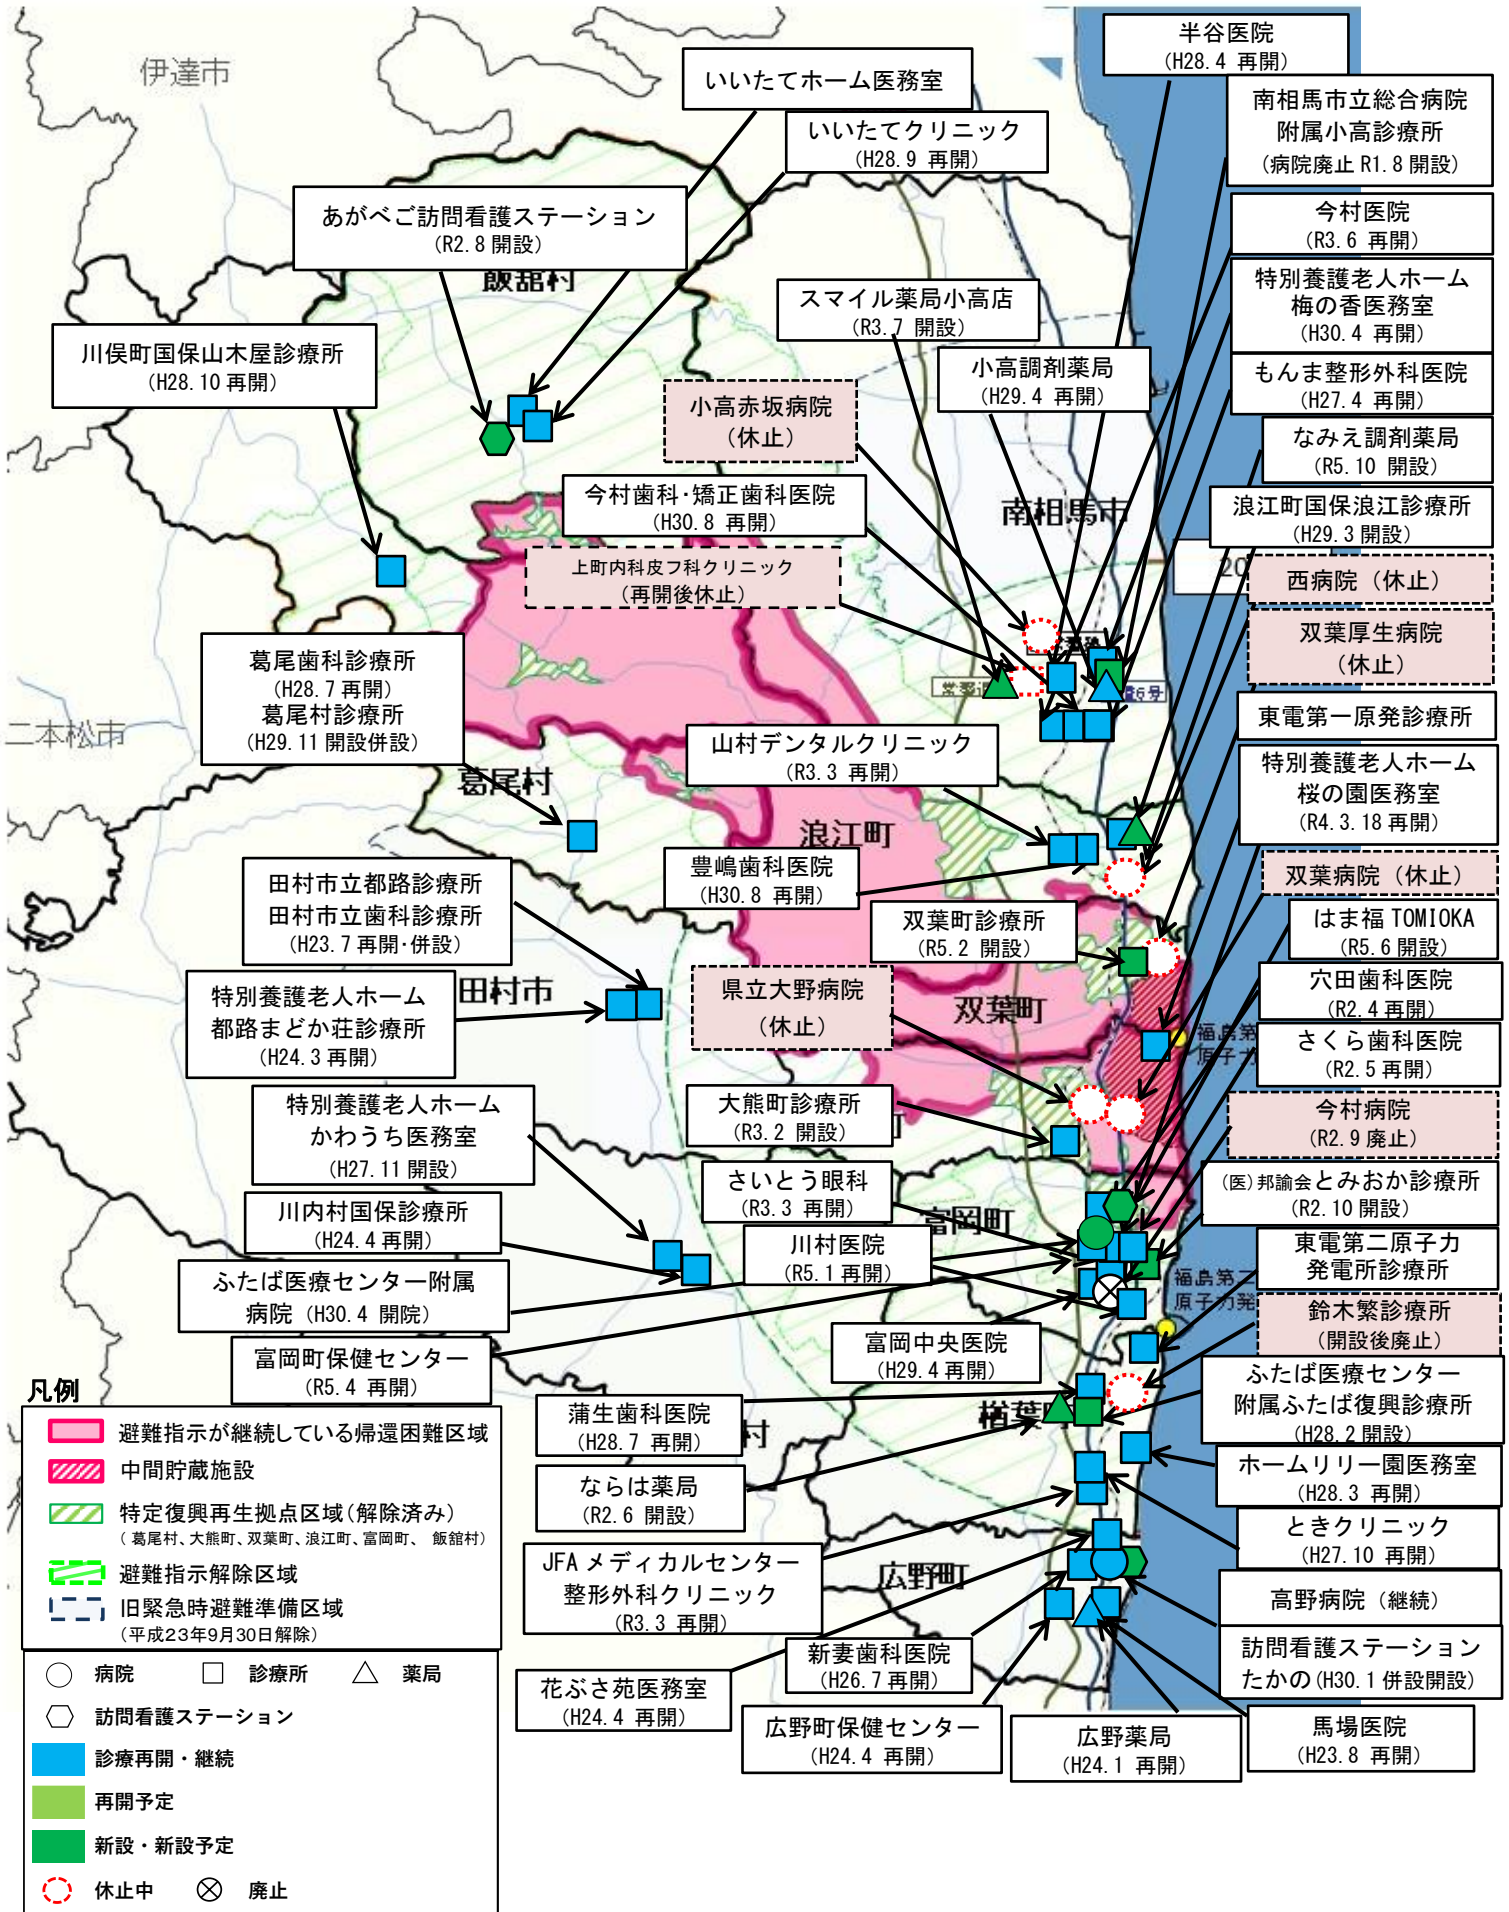 半谷医院
(H28.4 再開)
伊達市
いいたてホーム医務室
南相馬市立総合病院
附属小高診療所
(病院廃止 R1.8 開設)
いいたてクリニック
(H28.9 再開)
あがべご訪問看護ステーション
(R2.8 開設)
今村医院
(R3.6 再開)
飯舘村
特別養護老人ホーム
梅の香医務室
(H30.4 再開)
スマイル薬局小高店
(R3.7 開設)
川俣町国保山木屋診療所
(H28.10 再開)
小高調剤薬局
(H29.4 再開)
もんま整形外科医院
(H27.4 再開)
小高赤坂病院
(休止)
なみえ調剤薬局
(R5.10 開設)
今村歯科・矯正歯科医院
(H30.8 再開)
南相馬市
浪江町国保浪江診療所
(H29.3 開設)
上町内科皮フ科クリニック
(再開後休止)
20
西病院(休止)
双葉厚生病院
(休止)
葛尾歯科診療所
(H28.7 再開)
葛尾村診療所
(H29.11 開設併設)
6号
東電第一原発診療所
二本松市
山村デンタルクリニック
(R3.3 再開)
葛尾村
特別養護老人ホーム
桜の園医務室
(R4.3.18 再開)
浪江町
豊嶋歯科医院
(H30.8 再開)
双葉病院(休止)
田村市立都路診療所
田村市立歯科診療所
(H23.7 再開・併設)
双葉町診療所
(R5.2 開設)
はま福 TOMIOKA
(R5.6 開設)
田村市
特別養護老人ホーム
都路まどか荘診療所
(H24.3 再開)
県立大野病院
(休止)
双葉町
穴田歯科医院
(R2.4 再開)
福島第
原子力
さくら歯科医院
(R2.5 再開)
特別養護老人ホーム
かわうち医務室
(H27.11 開設)
大熊町診療所
(R3.2 開設)
町
今村病院
(R2.9 廃止)
さいとう眼科
(R3.3 再開)
(医)邦諭会とみおか診療所
(R2.10 開設)
川内村国保診療所
(H24.4 再開)
富岡町
川村医院
(R5.1 再開)
東電第二原子力
発電所診療所
ふたば医療センター附属
病院 (H30.4 開院)
福島第二
原子力発
鈴木繁診療所
(開設後廃止)
富岡町保健センター
(R5.4 再開)
富岡中央医院
(H29.4 再開)
ふたば医療センター
附属ふたば復興診療所
(H28.2 開設)
蒲生歯科医院
(H28.7 再開)
楢葉町
村
ホームリリー園医務室
(H28.3 再開)
ならは薬局
(R2.6 開設)
ときクリニック
(H27.10 再開)
JFA メディカルセンター
整形外科クリニック
(R3.3 再開)
広野町
高野病院(継続)
新妻歯科医院
(H26.7 再開)
訪問看護ステーション
たかの(H30.1 併設開設)
花ぶさ苑医務室
(H24.4 再開)
広野町保健センター
(H24.4 再開)
広野薬局
(H24.1 再開)
馬場医院
(H23.8 再開)
凡例
避難指示が継続している帰還困難区域
中間貯蔵施設
特定復興再生拠点区域(解除済み)
(葛尾村、大熊町、双葉町、浪江町、富岡町、 飯舘村)
避難指示解除区域
旧緊急時避難準備区域
(平成23年9月30日解除)
病院 診療所 薬局
訪問看護ステーション
診療再開・継続
再開予定
新設・新設予定
休止中 廃止